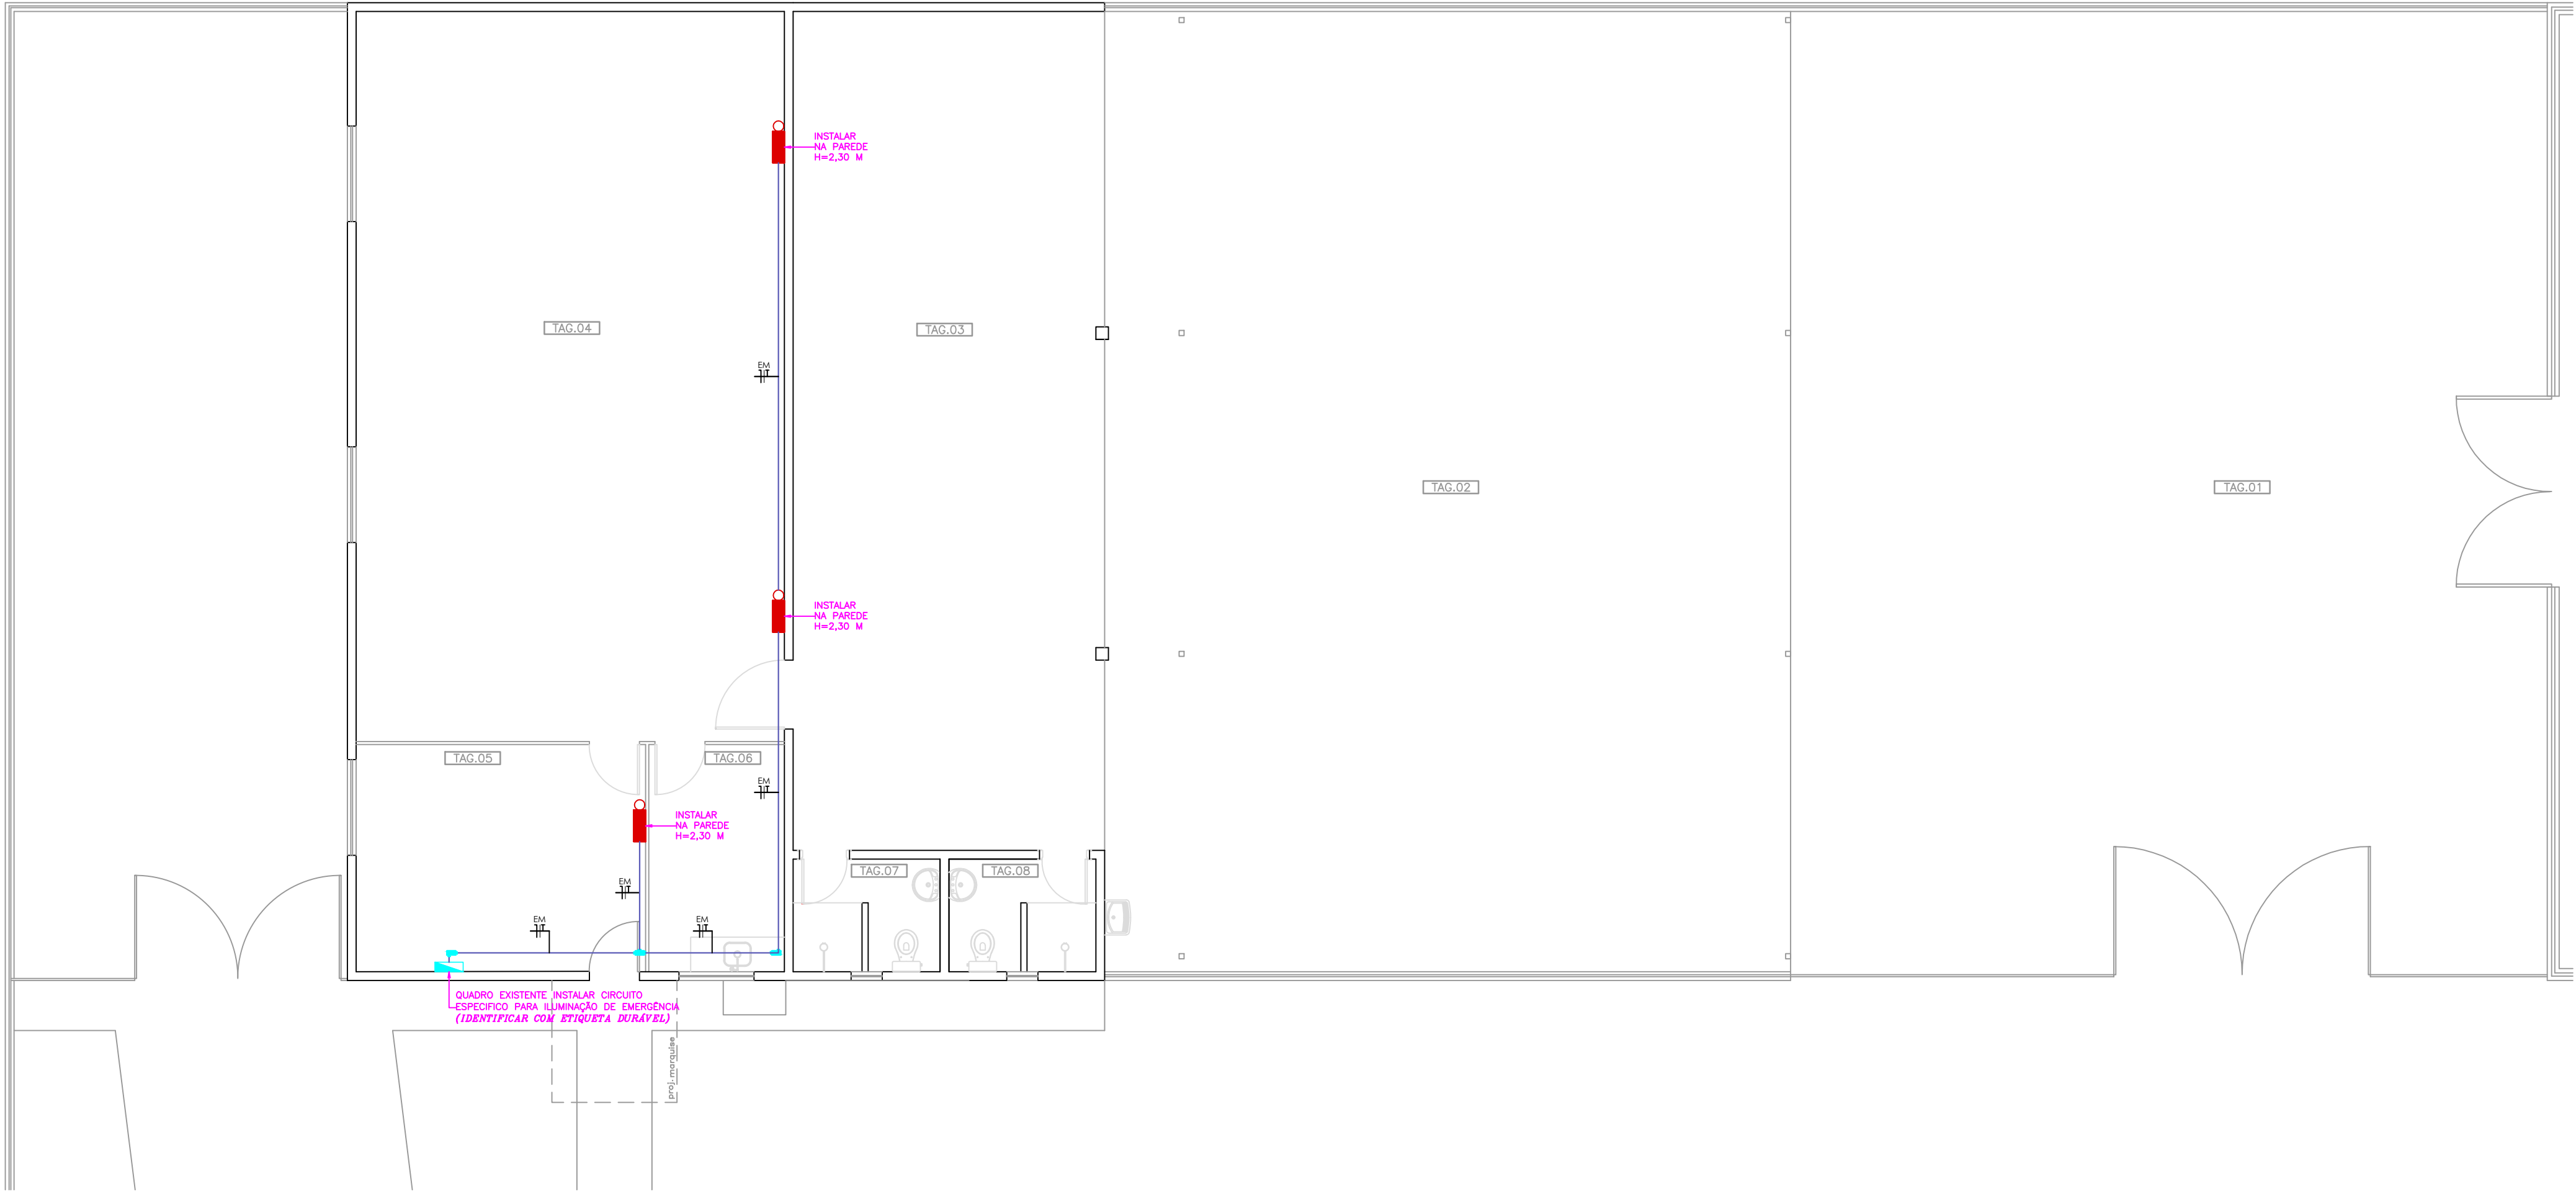 INSTALAR
NA PAREDE
H=2,30 M
TAG.04
TAG.03
EM
TAG.02
TAG.01
INSTALAR
NA PAREDE
H=2,30 M
TAG.05
TAG.06
EM
INSTALAR
NA PAREDE
H=2,30 M
TAG.07
TAG.08
EM
EM
EM
QUADRO EXISTENTE INSTALAR CIRCUITO
ESPECIFICO PARA ILUMINAÇÃO DE EMERGÊNCIA
(IDENTIFICAR COM ETIQUETA DURÁVEL)
proj.marquise